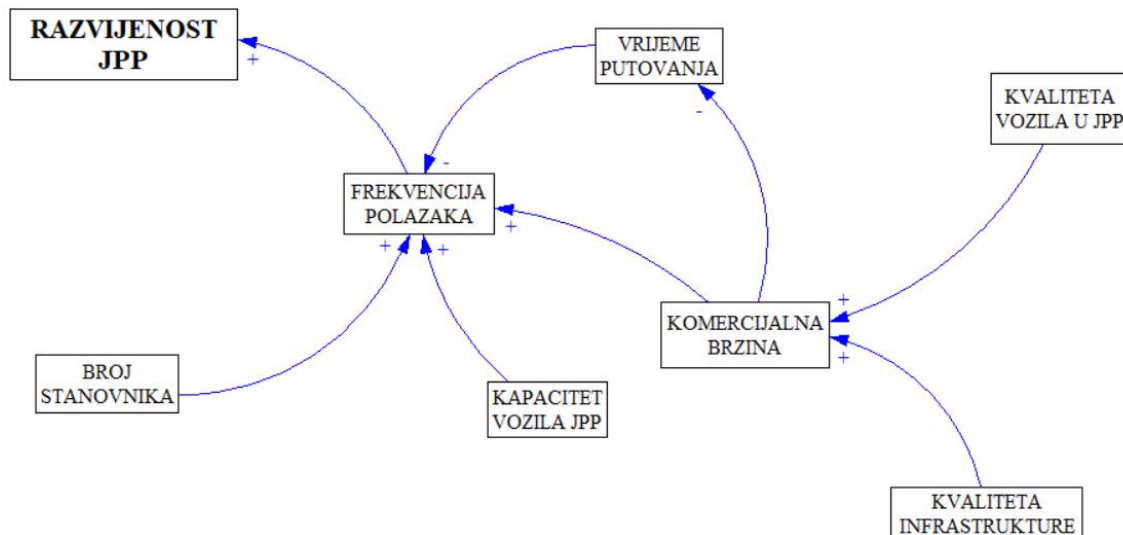 RAZVIJENOST
JPP
+
VRIJEME
PUTOVANJA
-
KVALITETA
VOZILA U JPP
-
FREKVENCIJA
POLAZAKA
+
+
+
+
KOMERCIJALNA
BRZINA
+
BROJ
STANOVNIKA
KAPACITET
VOZILA JPP
KVALITETA
INFRASTRUKTURE